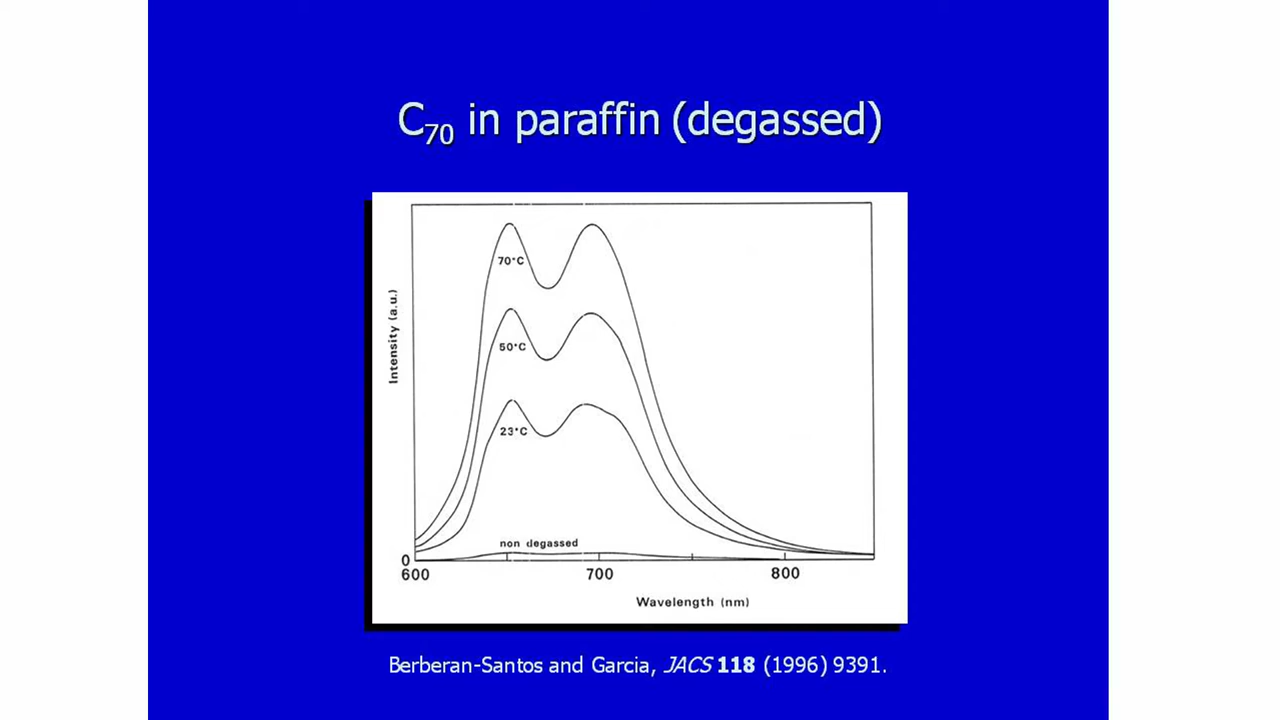 C₇₀ in paraffin (degassed)
Intensity (a.u.)
70°C
50°C
23°C
non degassed
0
600 700 800
Wavelength (nm)
Berberan-Santos and Garcia, JACS 118 (1996) 9391.